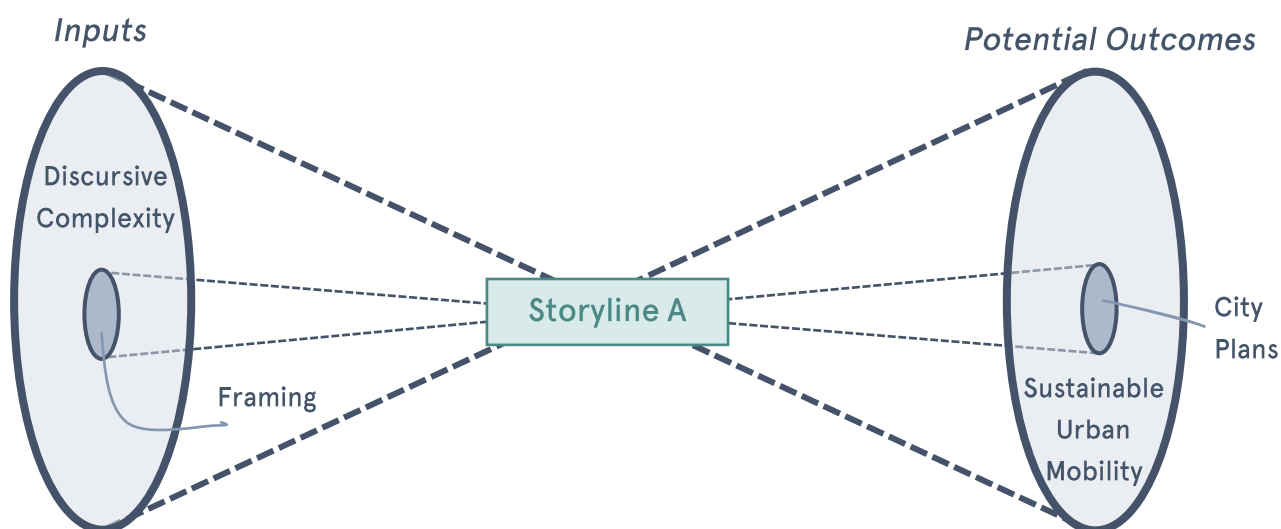 Inputs
Potential Outcomes
Discursive
Complexity
Storyline A
Framing
City
Plans
Sustainable
Urban
Mobility